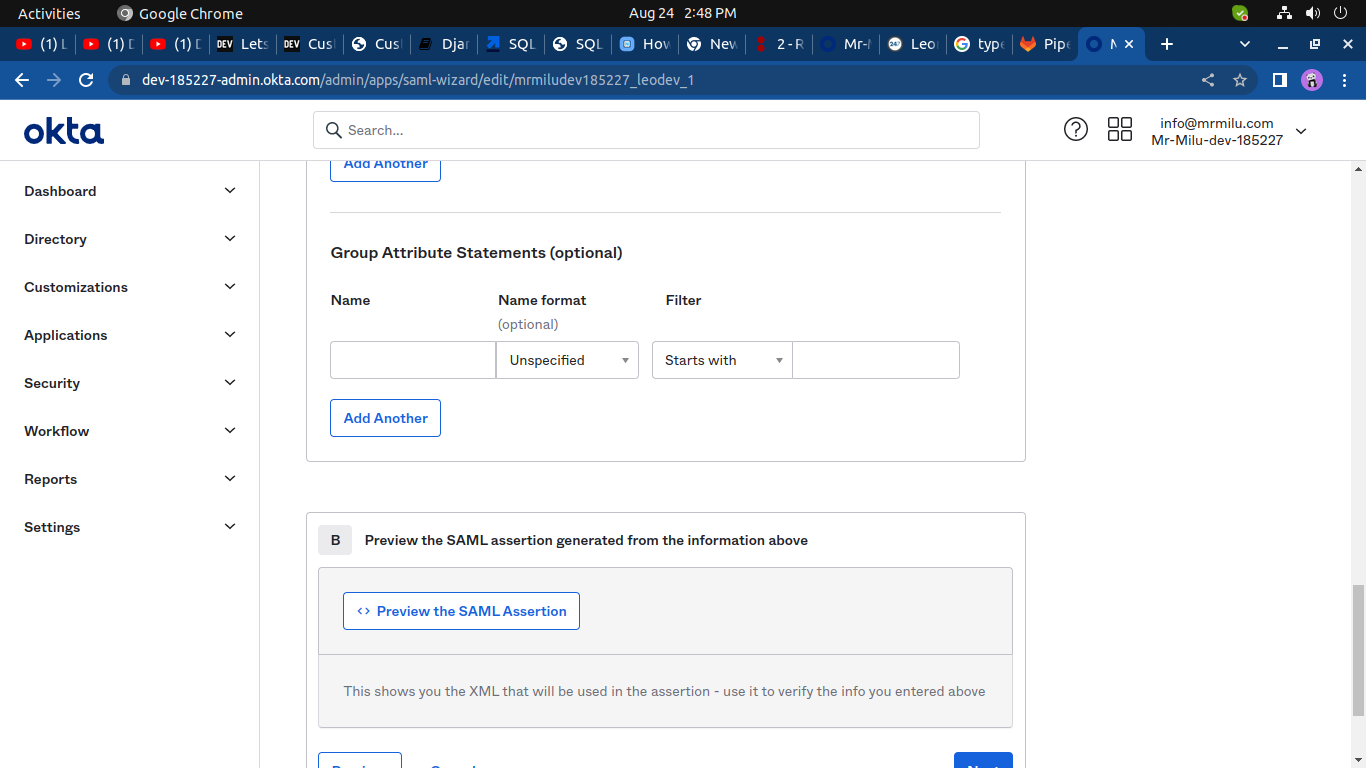 Activities
Google Chrome
Aug 24 2:48 PM
(1) L
(1) D
(1) D
DEV Lets
DEV Cus
Cus
Djar
SQL
SQL
How
Nev
2 - R
Mr-M
Leo
type
Pipe
dev-185227-admin.okta.com/admin/apps/saml-wizard/edit/mrmiludev185227_leodev_1
okta
Search...
info@mrmilu.com
Mr-Milu-dev-185227
Dashboard
Directory
Customizations
Applications
Security
Workflow
Reports
Settings
Add Another
Group Attribute Statements (optional)
Name
Name format
(optional)
Filter
Unspecified
Starts with
Add Another
B Preview the SAML assertion generated from the information above
<> Preview the SAML Assertion
This shows you the XML that will be used in the assertion - use it to verify the info you entered above